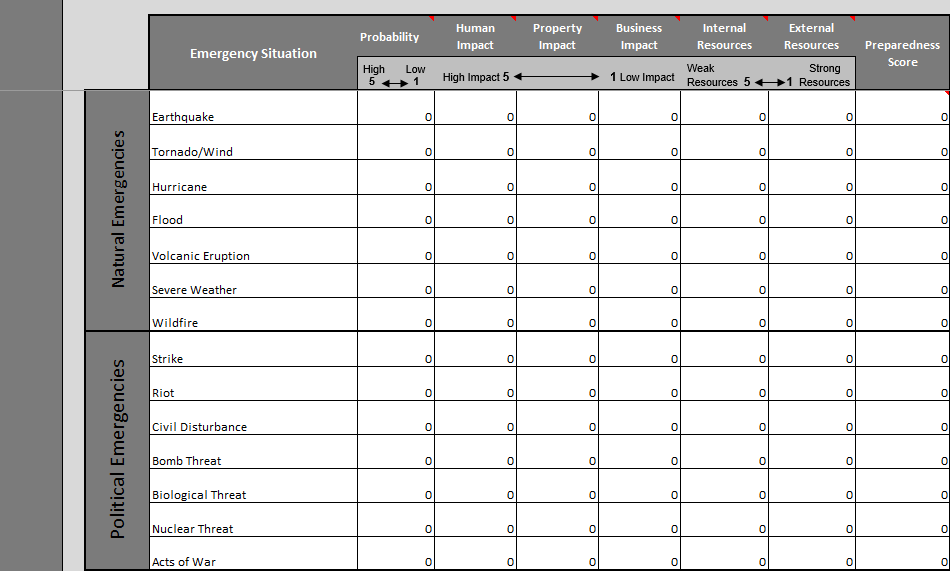 Emergency Situation
Probability
Human
Impact
Property
Impact
Business
Impact
Internal
Resources
External
Resources
Preparedness
Score
High Low
5 1
High Impact 5 1 Low Impact
Weak Strong
Resources 5 1 Resources
Natural Emergencies
Earthquake 0 0 0 0 0 0 0
Tornado/Wind 0 0 0 0 0 0 0
Hurricane 0 0 0 0 0 0 0
Flood 0 0 0 0 0 0 0
Volcanic Eruption 0 0 0 0 0 0 0
Severe Weather 0 0 0 0 0 0 0
Wildfire 0 0 0 0 0 0 0
Political Emergencies
Strike 0 0 0 0 0 0 0
Riot 0 0 0 0 0 0 0
Civil Disturbance 0 0 0 0 0 0 0
Bomb Threat 0 0 0 0 0 0 0
Biological Threat 0 0 0 0 0 0 0
Nuclear Threat 0 0 0 0 0 0 0
Acts of War 0 0 0 0 0 0 0